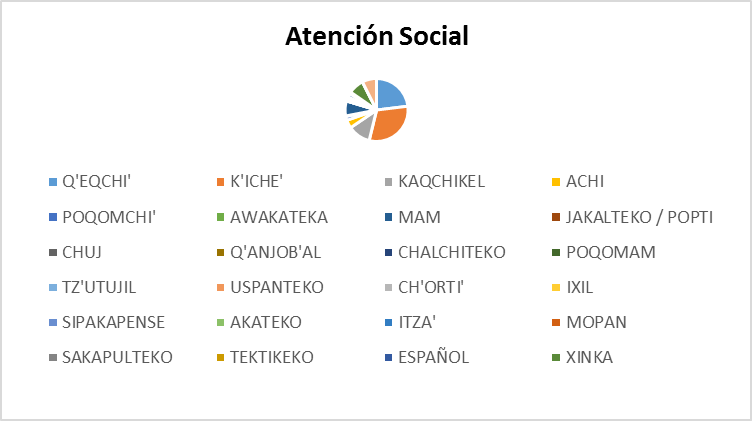 Atención Social
Q'EQCHI' K'ICHE' KAQCHIKEL ACHI
POQOMCHI' AWAKATEKA MAM JAKALTEKO / POPTI
CHUJ Q'ANJOB'AL CHALCHITEKO POQOMAM
TZ'UTUJIL USPANTEKO CH'ORTI' IXIL
SIPAKAPENSE AKATEKO ITZA' MOPAN
SAKAPULTEKO TEKTIKEKO ESPAÑOL XINKA